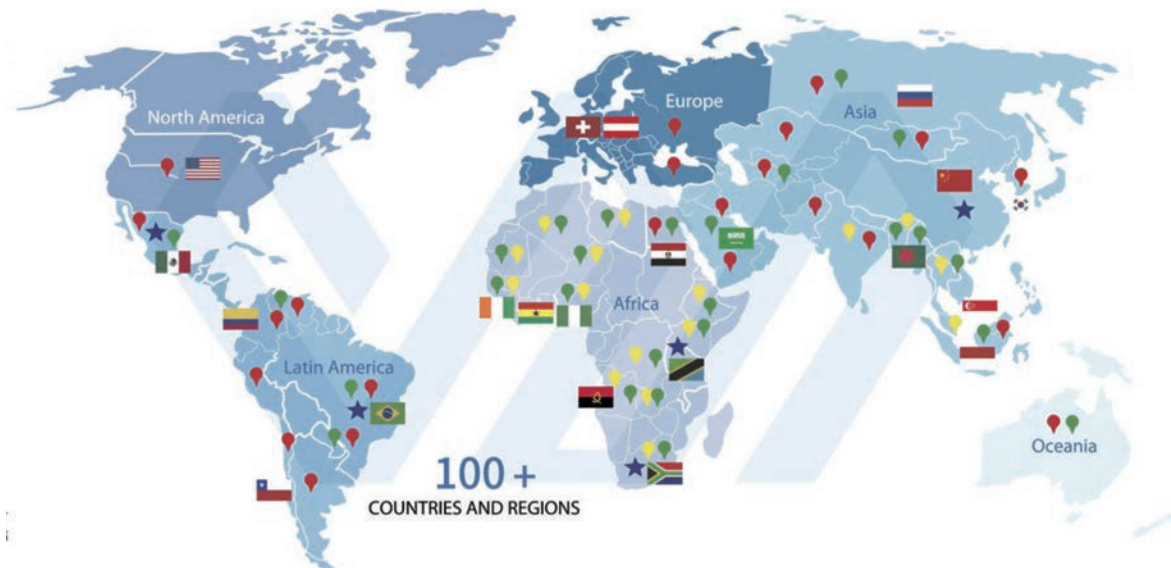 North America
Europe
Asia
Africa
Latin America
Oceania
100 +
COUNTRIES AND REGIONS